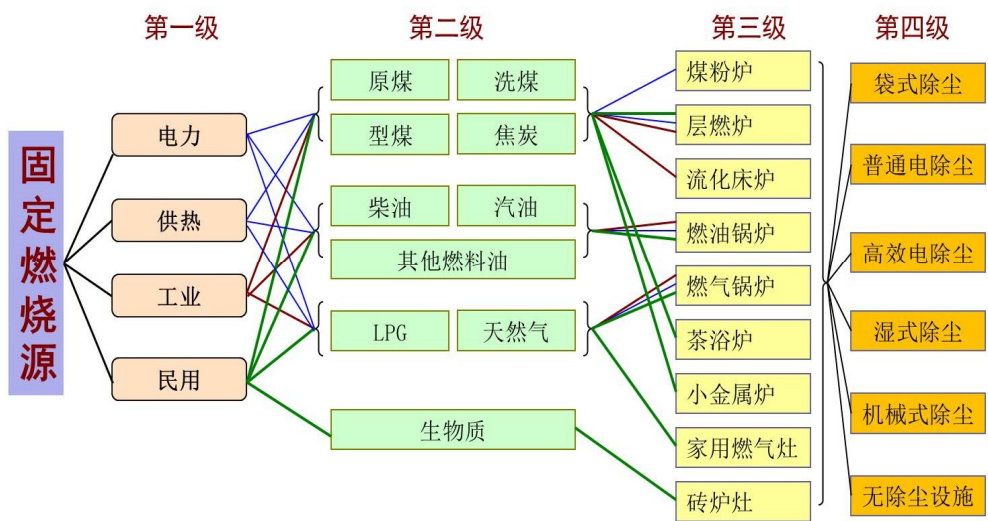 第一级
第二级
第三级
第四级
固定燃烧源
电力
供热
工业
民用
原煤
洗煤
型煤
焦炭
柴油
汽油
其他燃料油
LPG
天然气
生物质
煤粉炉
层燃炉
流化床炉
燃油锅炉
燃气锅炉
茶浴炉
小金属炉
家用燃气灶
砖炉灶
袋式除尘
普通电除尘
高效电除尘
湿式除尘
机械式除尘
无除尘设施